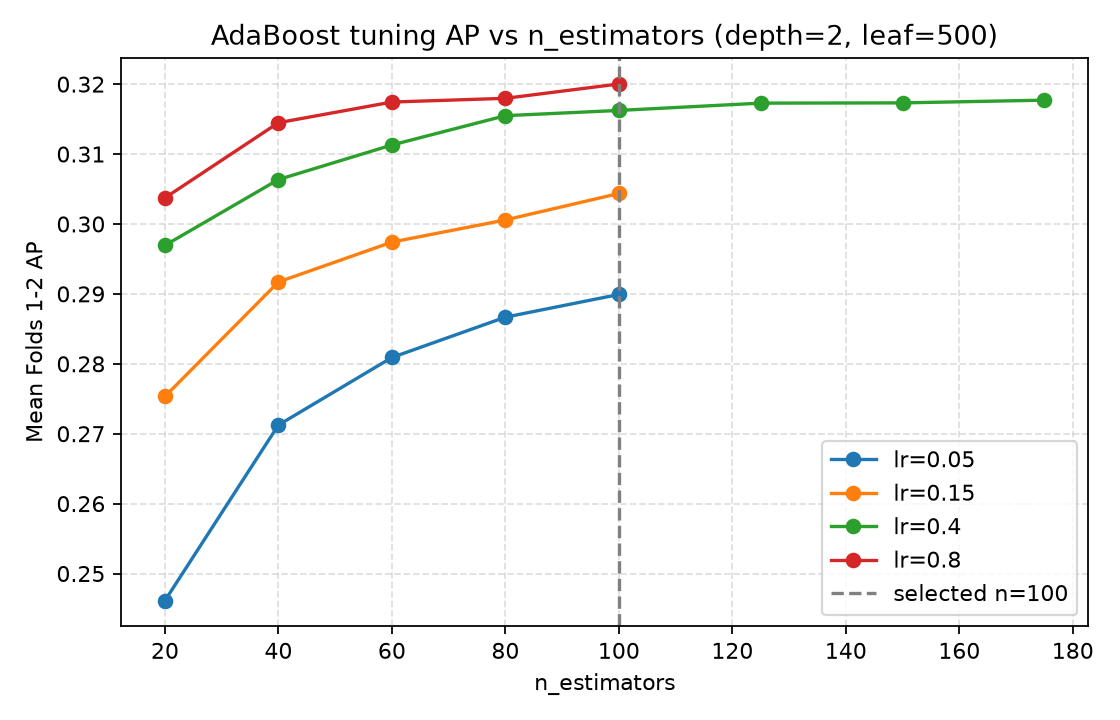 AdaBoost tuning AP vs n_estimators (depth=2, leaf=500)
Mean Folds 1-2 AP
0.32
0.31
0.30
0.29
0.28
0.27
0.26
0.25
lr=0.05
lr=0.15
lr=0.4
lr=0.8
selected n=100
20 40 60 80 100 120 140 160 180
n_estimators